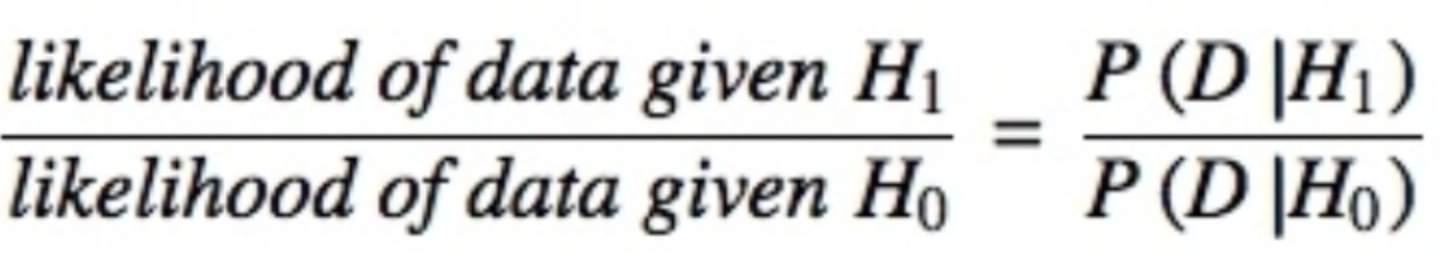 likelihood of data given H₁
likelihood of data given H₀
= P (D |H₁)
P (D |H₀)